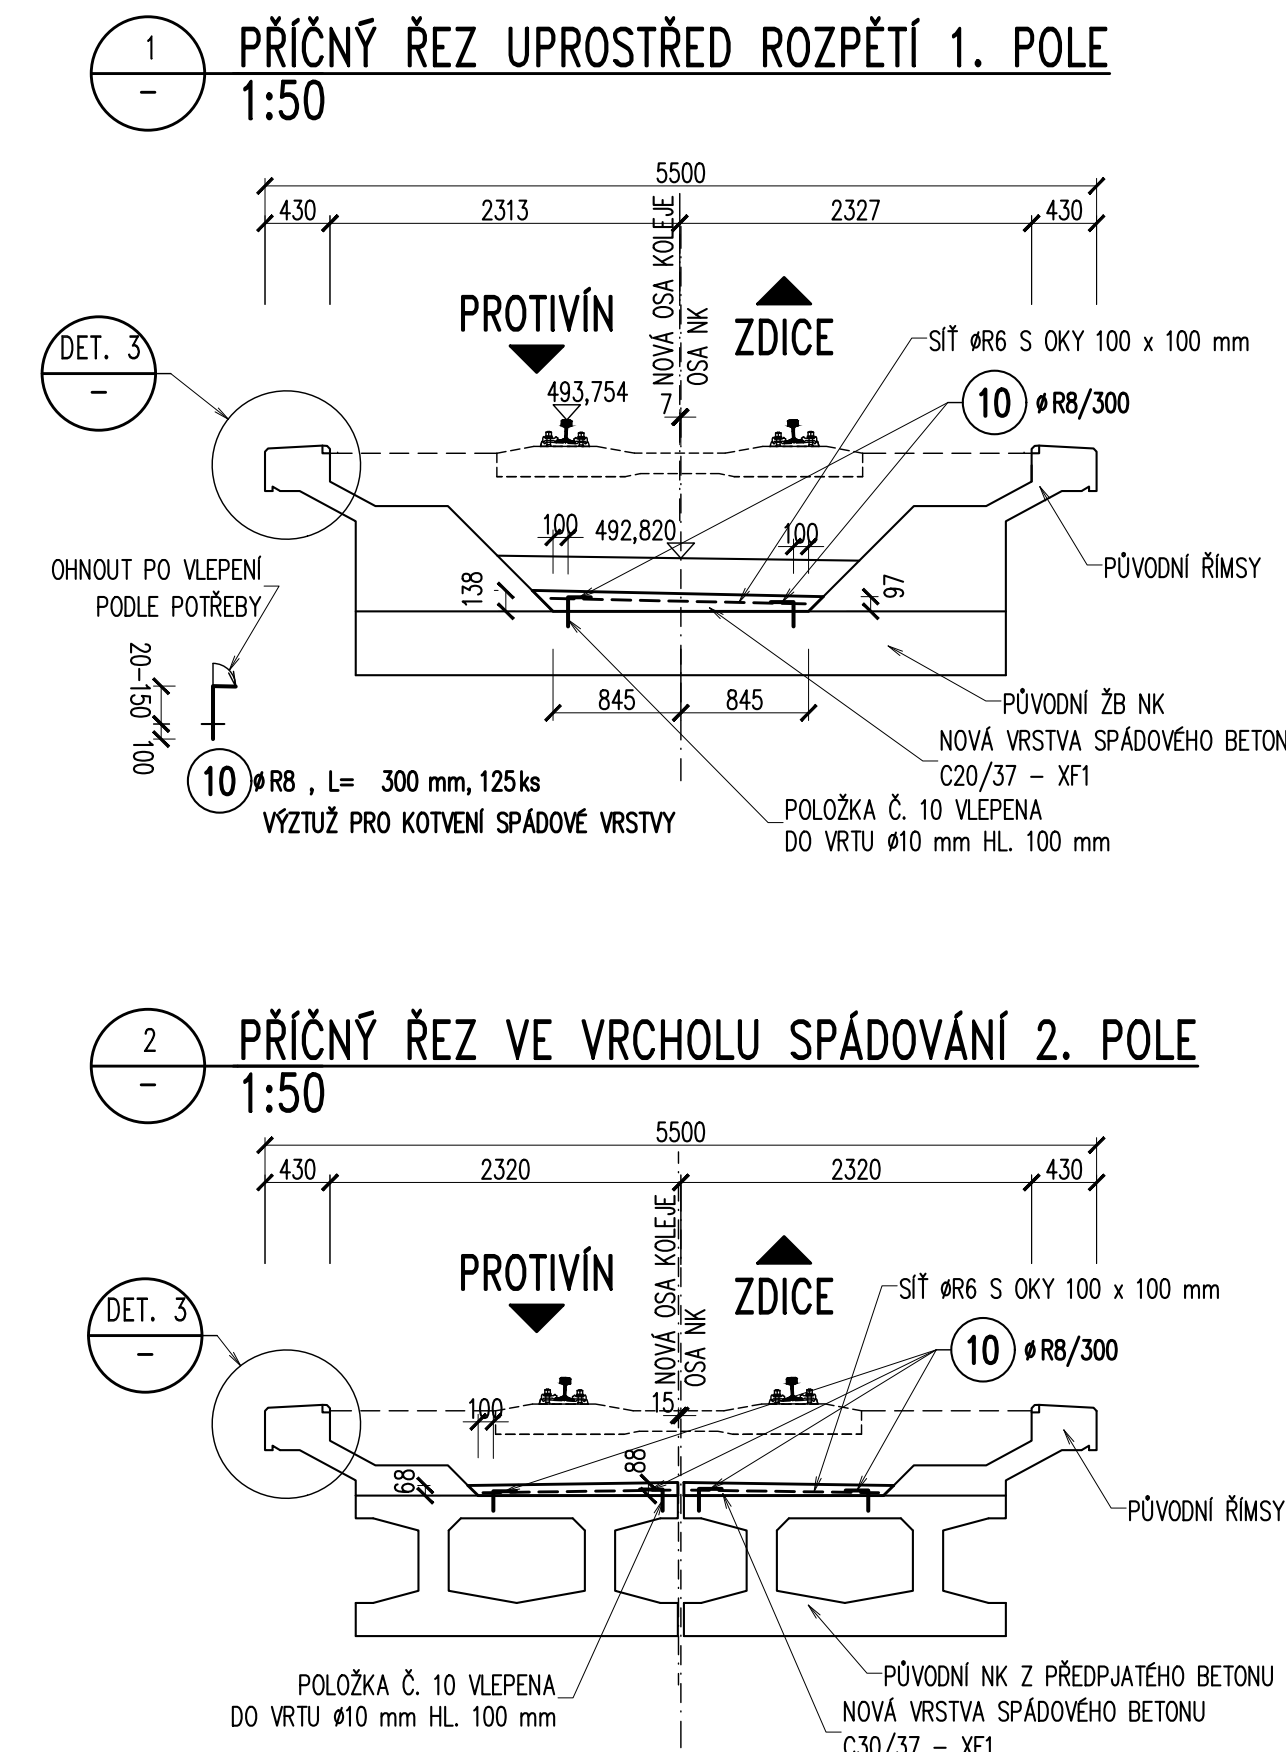 1
PŘÍČNÝ ŘEZ UPROSTŘED ROZPĚTÍ 1. POLE
–
1:50
5500
430
2313
2327
430
NOVÁ OSA KOLEJE
OSA NK
PROTIVÍN
ZDICE
DET. 3
–
SÍŤ øR6 S OKY 100 x 100 mm
493,754
7
10
øR8/300
100
492,820
100
138
97
OHNOUT PO VLEPENÍ
PODLE POTŘEBY
PŮVODNÍ ŘÍMSY
20-150
100
845
845
PŮVODNÍ ŽB NK
NOVÁ VRSTVA SPÁDOVÉHO BETON
C20/37 – XF1
10
øR8 , L= 300 mm, 125ks
VÝZTUŽ PRO KOTVENÍ SPÁDOVÉ VRSTVY
POLOŽKA Č. 10 VLEPENA
DO VRTU ø10 mm HL. 100 mm
2
PŘÍČNÝ ŘEZ VE VRCHOLU SPÁDOVÁNÍ 2. POLE
–
1:50
5500
430
2320
2320
430
NOVÁ OSA KOLEJE
OSA NK
PROTIVÍN
ZDICE
DET. 3
–
SÍŤ øR6 S OKY 100 x 100 mm
10
øR8/300
100
15
68
88
PŮVODNÍ ŘÍMSY
POLOŽKA Č. 10 VLEPENA
DO VRTU ø10 mm HL. 100 mm
PŮVODNÍ NK Z PŘEDPJATÉHO BETONU
NOVÁ VRSTVA SPÁDOVÉHO BETONU
C30/37 – XF1